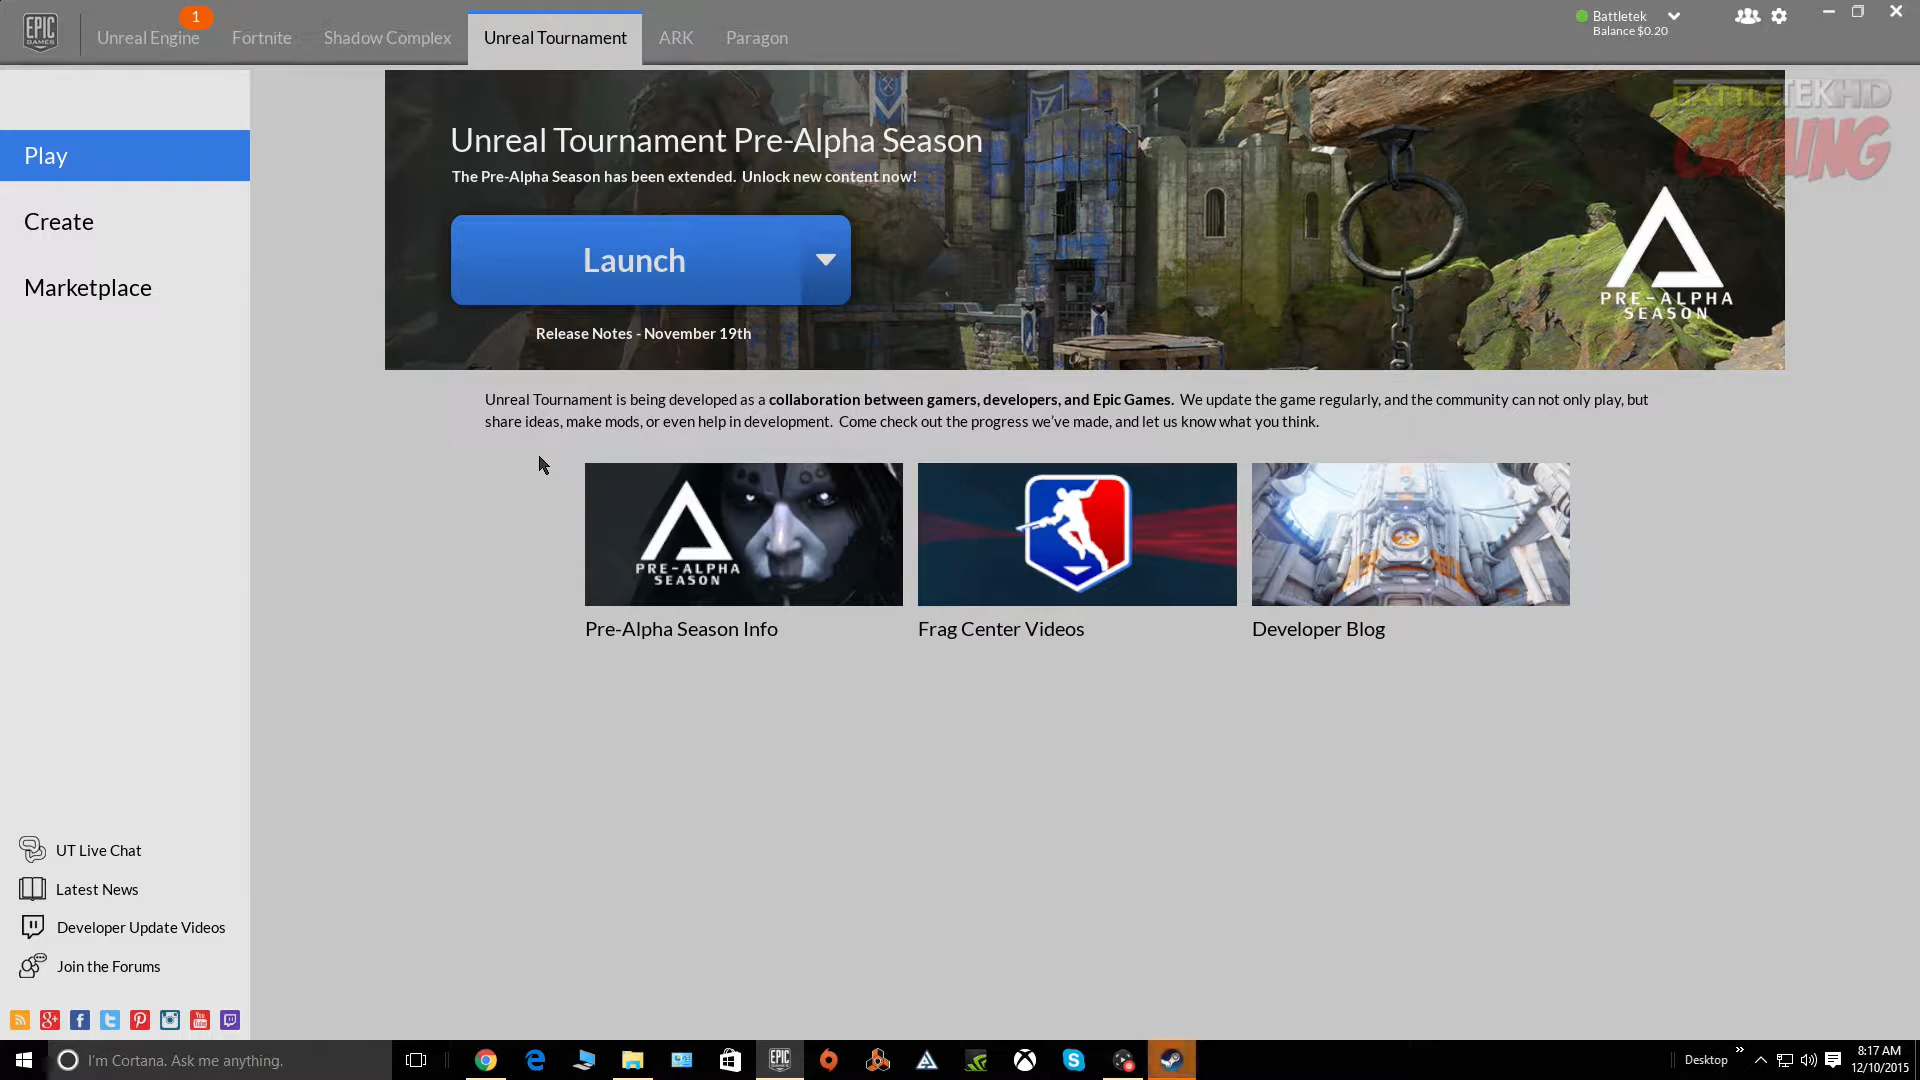 EPIC GAMES
Unreal Engine
1
Fortnite
Shadow Complex
Unreal Tournament
ARK
Paragon
Battletek
Balance $0.20
BATTLETEKHD
GAMING
Play
Create
Marketplace
Unreal Tournament Pre-Alpha Season
The Pre-Alpha Season has been extended. Unlock new content now!
Launch
Release Notes - November 19th
PRE-ALPHA
SEASON
Unreal Tournament is being developed as a collaboration between gamers, developers, and Epic Games. We update the game regularly, and the community can not only play, but
share ideas, make mods, or even help in development. Come check out the progress we've made, and let us know what you think.
PRE-ALPHA
SEASON
Pre-Alpha Season Info
Frag Center Videos
Developer Blog
UT Live Chat
Latest News
Developer Update Videos
Join the Forums
You Tube
I'm Cortana. Ask me anything.
EPIC GAMES
Desktop
8:17 AM
12/10/2015